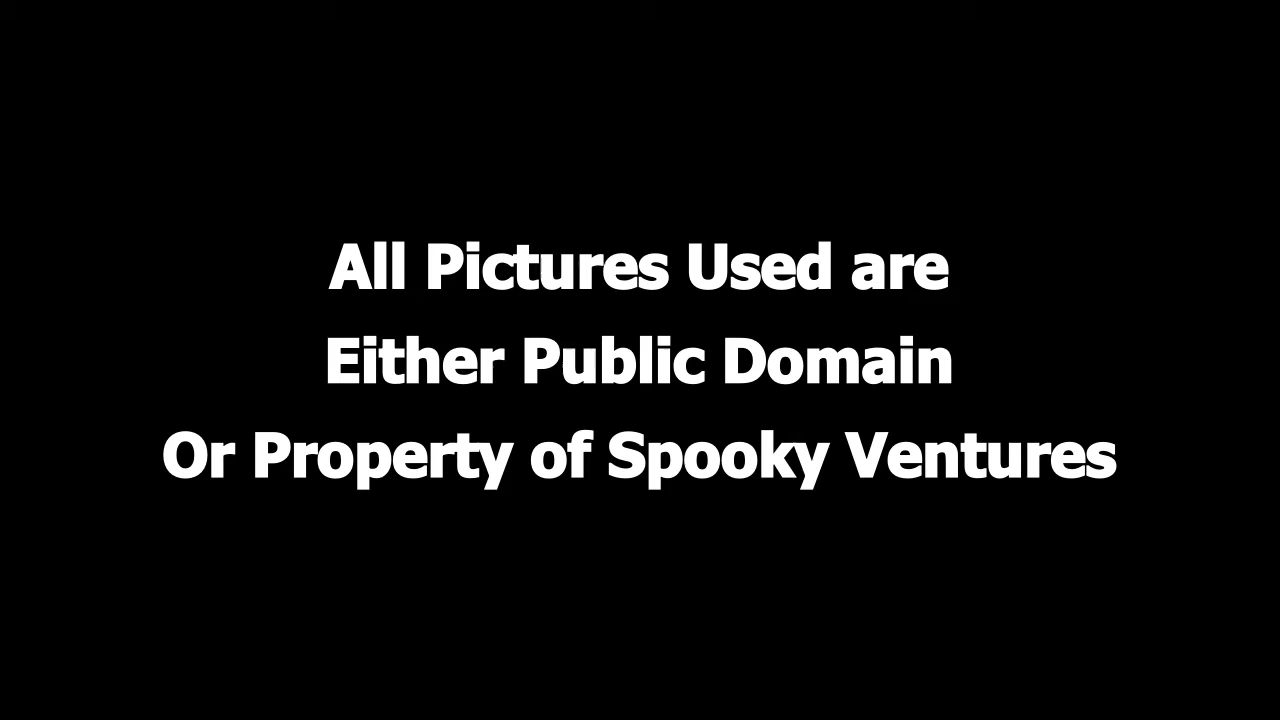 All Pictures Used are
Either Public Domain
Or Property of Spooky Ventures